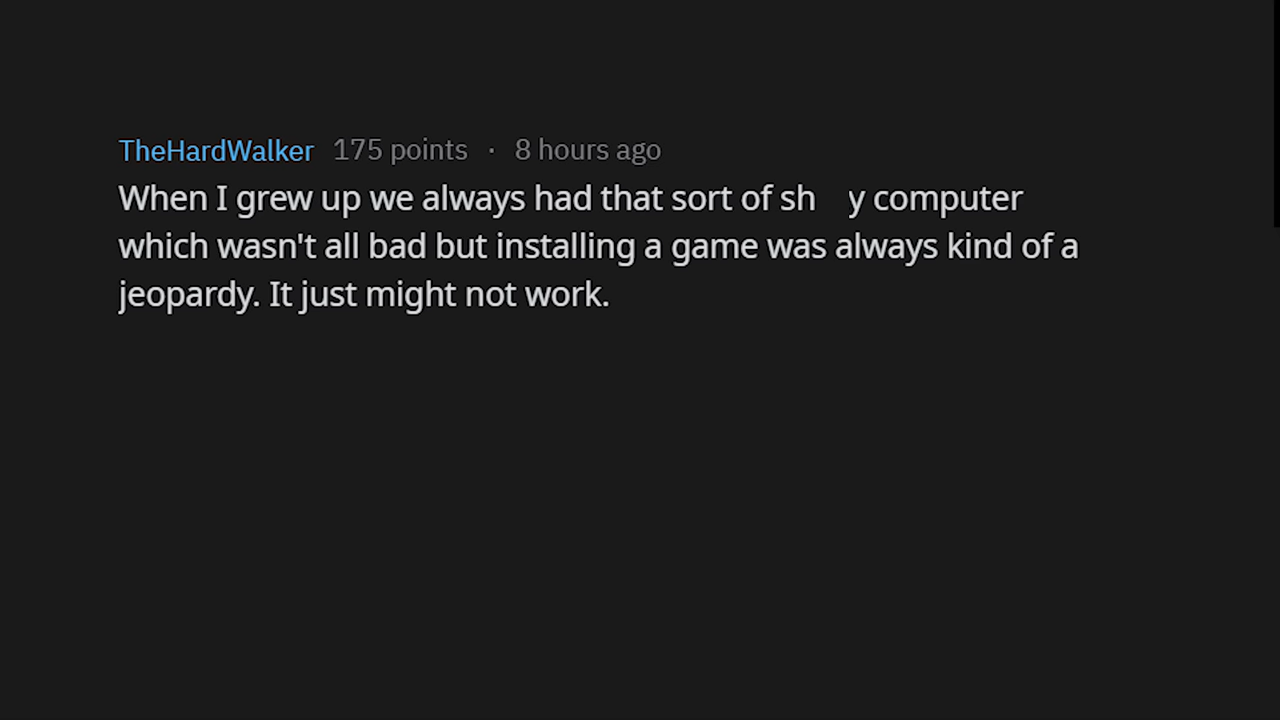 TheHardWalker 175 points · 8 hours ago
When I grew up we always had that sort of sh    y computer
which wasn't all bad but installing a game was always kind of a
jeopardy. It just might not work.